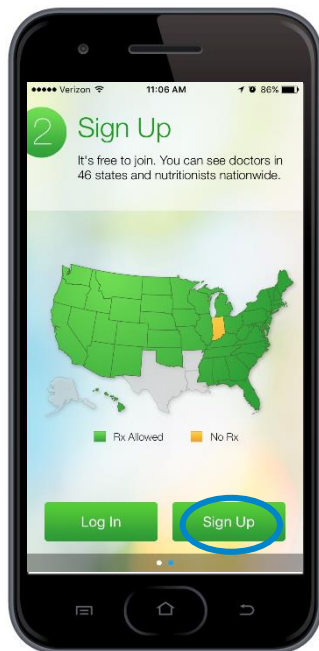 Verizon 11:06 AM 86%
2 Sign Up
It's free to join. You can see doctors in
46 states and nutritionists nationwide.
Rx Allowed No Rx
Log In Sign Up